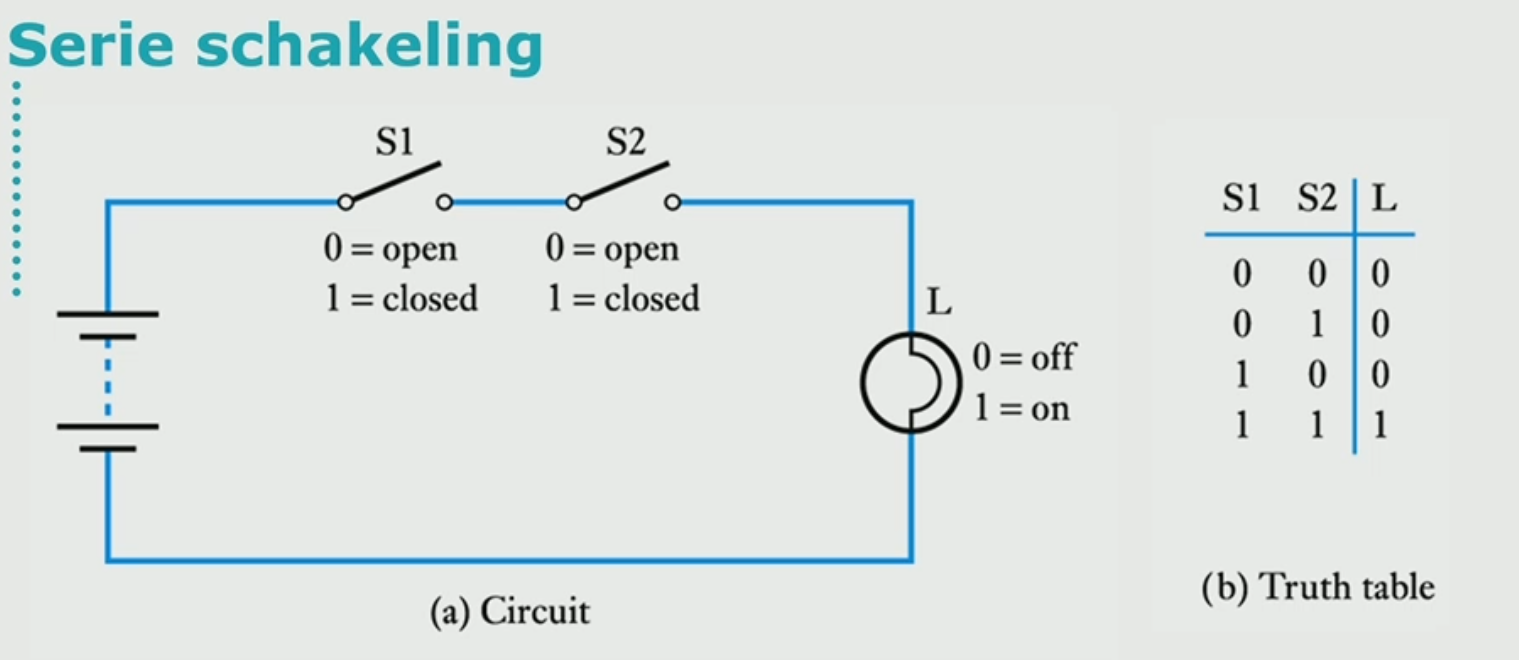 Serie schakeling
S1 S2
0 = open 0 = open
1 = closed 1 = closed
L
0 = off
1 = on
(a) Circuit
S1 S2 L
0 0 0
0 1 0
1 0 0
1 1 1
(b) Truth table